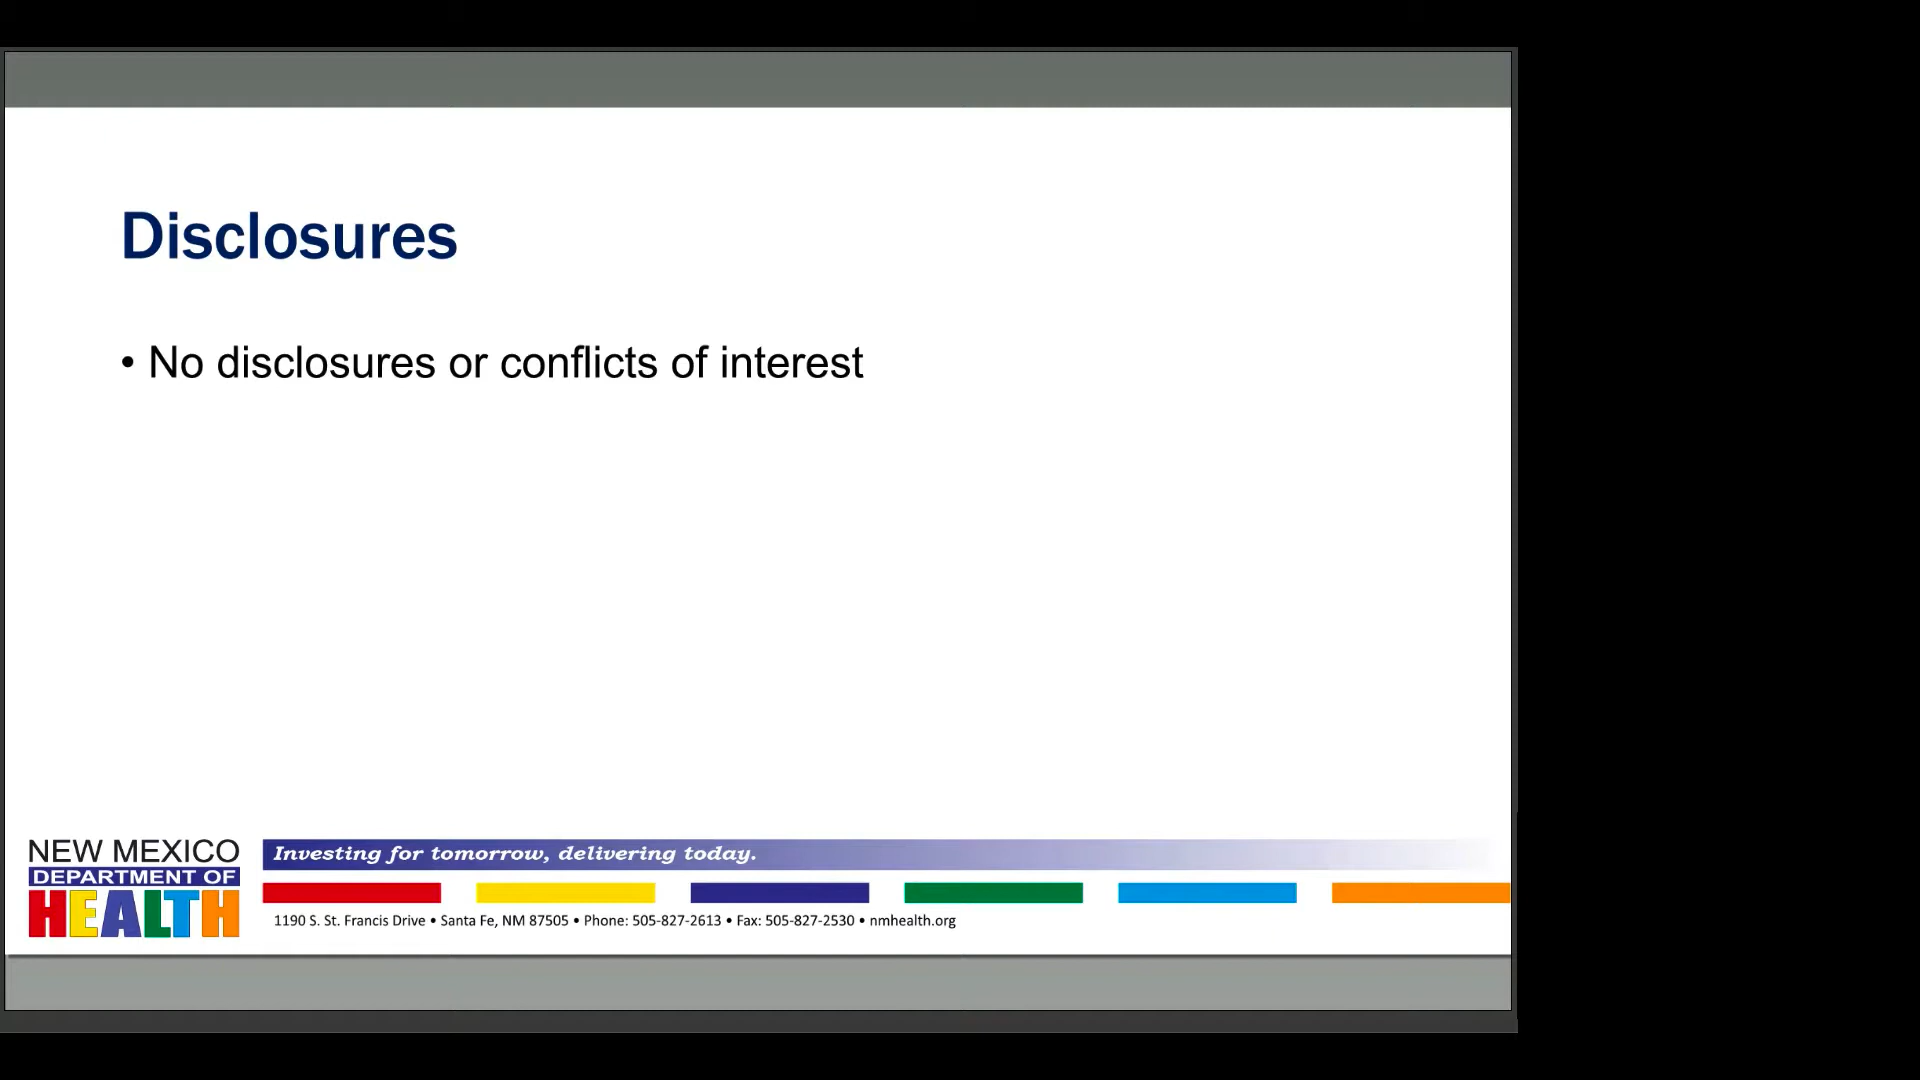 Disclosures
• No disclosures or conflicts of interest
NEW MEXICO
DEPARTMENT OF
HEALTH
Investing for tomorrow, delivering today.
1190 S. St. Francis Drive • Santa Fe, NM 87505 • Phone: 505-827-2613 • Fax: 505-827-2530 • nmhealth.org